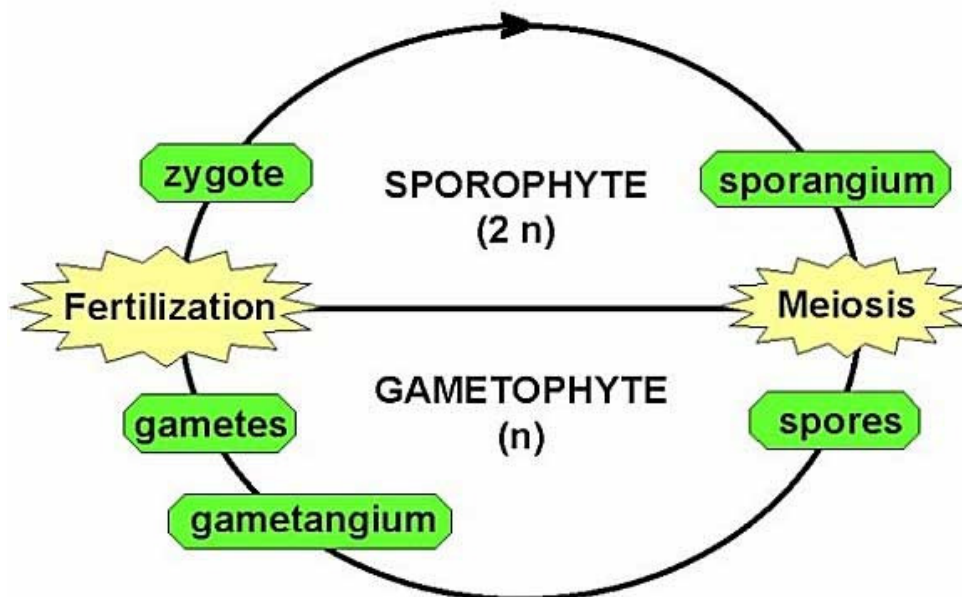 zygote
SPOROPHYTE
(2 n)
sporangium
Fertilization
Meiosis
gametes
GAMETOPHYTE
(n)
spores
gametangium